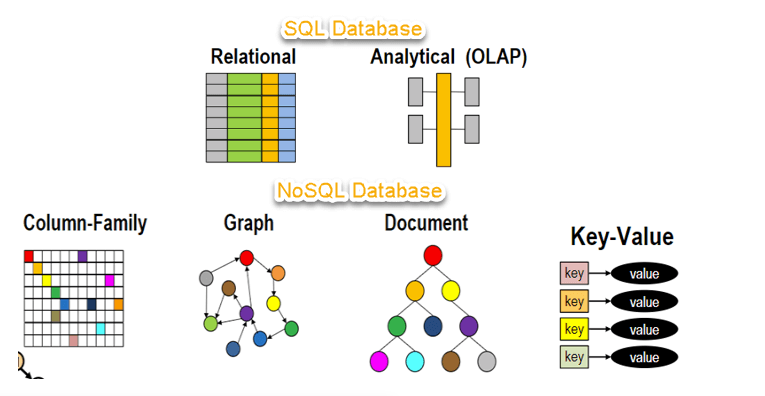 SQL Database
Relational
Analytical (OLAP)
NoSQL Database
Column-Family
Graph
Document
Key-Value
key value
key value
key value
key value